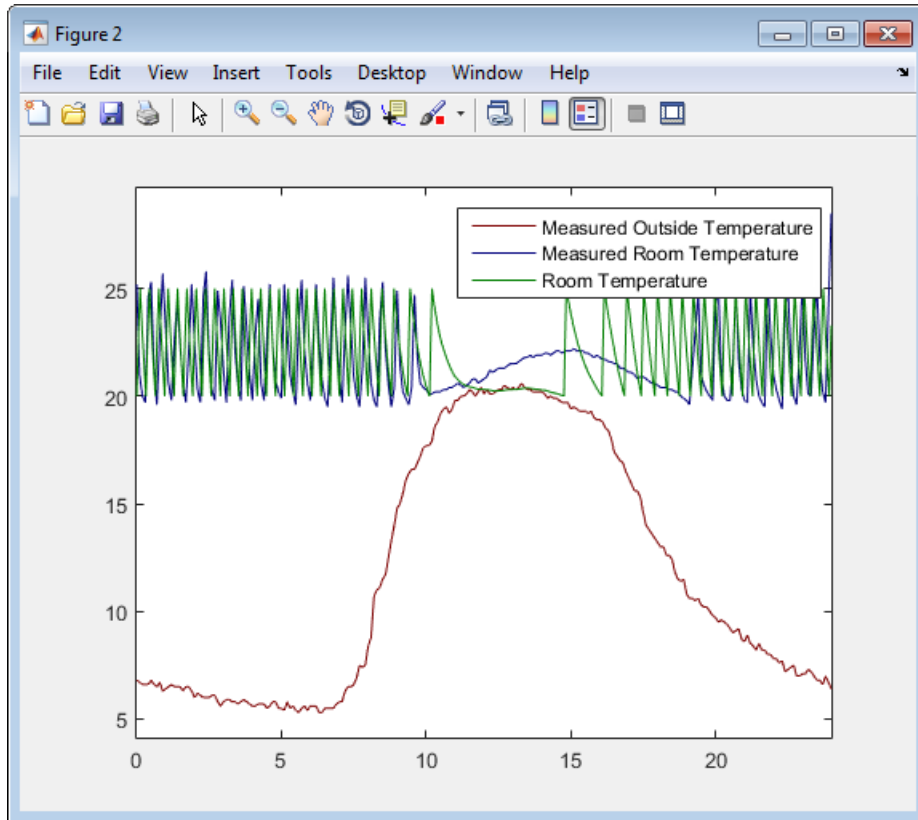 Figure 2
File Edit View Insert Tools Desktop Window Help
Measured Outside Temperature
Measured Room Temperature
Room Temperature
25
20
15
10
5
0 5 10 15 20